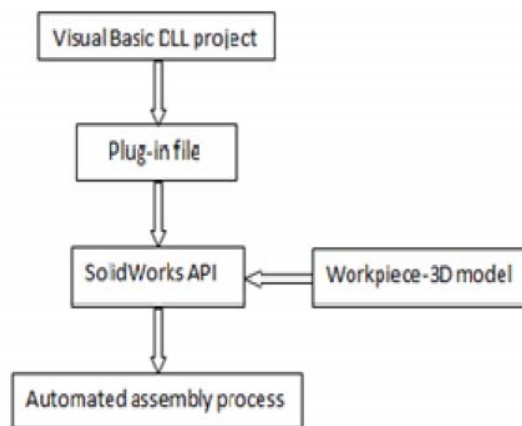 Visual Basic DLL project
Plug-in file
SolidWorks API
Workpiece-3D model
Automated assembly process